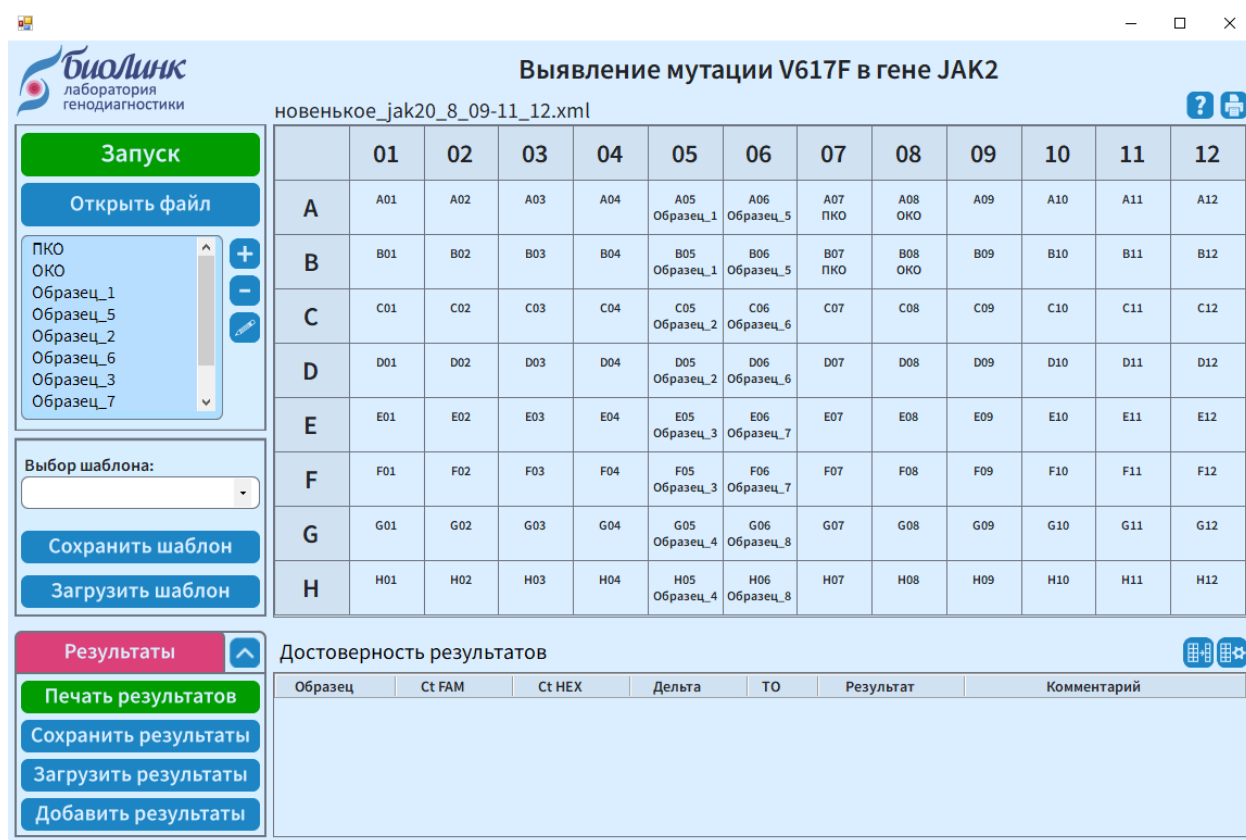 БиоЛинк
лаборатория
генодиагностики
Выявление мутации V617F в гене JAK2
новенькое_jak20_8_09-11_12.xml
?
Запуск
Открыть файл
ПКО
ОКО
Образец_1
Образец_5
Образец_2
Образец_6
Образец_3
Образец_7
Выбор шаблона:
Сохранить шаблон
Загрузить шаблон
01 02 03 04 05 06 07 08 09 10 11 12
A A01 A02 A03 A04 A05 A06 A07 A08 A09 A10 A11 A12
Образец_1 Образец_5 ПКО ОКО
B B01 B02 B03 B04 B05 B06 B07 B08 B09 B10 B11 B12
Образец_1 Образец_5 ПКО ОКО
C C01 C02 C03 C04 C05 C06 C07 C08 C09 C10 C11 C12
Образец_2 Образец_6
D D01 D02 D03 D04 D05 D06 D07 D08 D09 D10 D11 D12
Образец_2 Образец_6
E E01 E02 E03 E04 E05 E06 E07 E08 E09 E10 E11 E12
Образец_3 Образец_7
F F01 F02 F03 F04 F05 F06 F07 F08 F09 F10 F11 F12
Образец_3 Образец_7
G G01 G02 G03 G04 G05 G06 G07 G08 G09 G10 G11 G12
Образец_4 Образец_8
H H01 H02 H03 H04 H05 H06 H07 H08 H09 H10 H11 H12
Образец_4 Образец_8
Результаты
Печать результатов
Сохранить результаты
Загрузить результаты
Добавить результаты
Достоверность результатов
Образец Ct FAM Ct HEX Дельта ТО Результат Комментарий